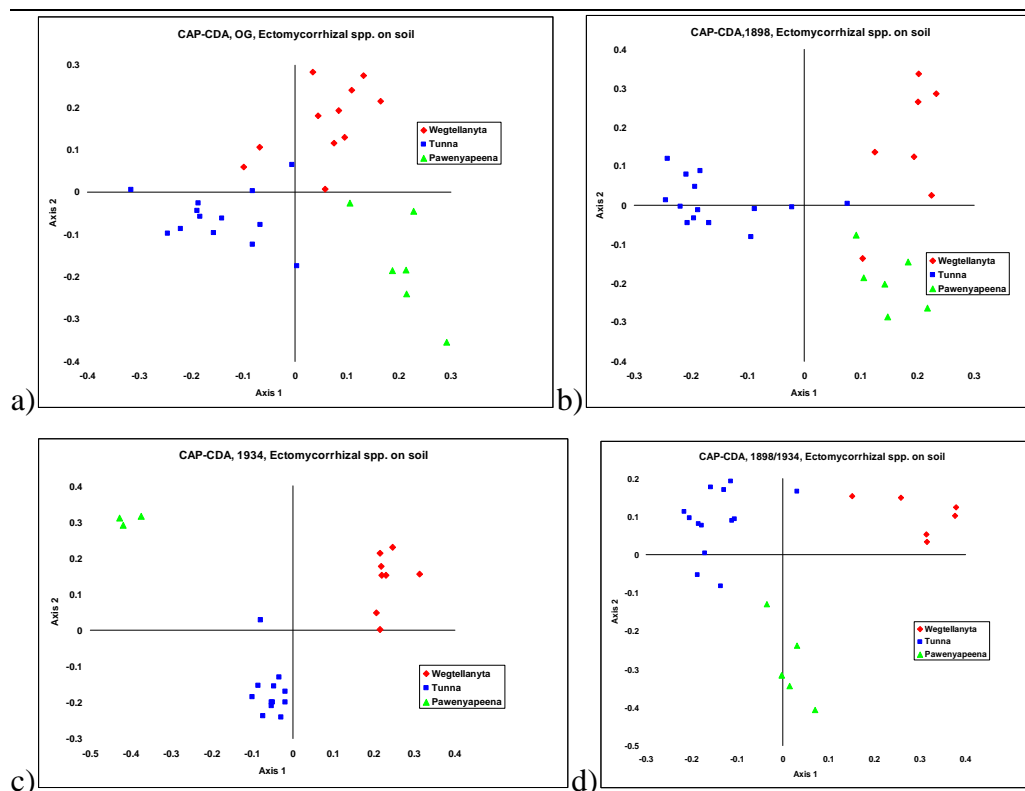 CAP-CDA, OG, Ectomycorrhizal spp. on soil
0.3
0.2
0.1
0
-0.1
-0.2
-0.3
-0.4
-0.4
-0.3
-0.2
-0.1
0
0.1
0.2
0.3
Axis 1
Axis 2
Wegtellanyta
Tunna
Pawenyapeena
a)
CAP-CDA,1898, Ectomycorrhizal spp. on soil
0.4
0.3
0.2
0.1
0
-0.1
-0.2
-0.3
-0.4
-0.3
-0.2
-0.1
0
0.1
0.2
0.3
Axis 1
Axis 2
Wegtellanyta
Tunna
Pawenyapeena
b)
CAP-CDA, 1934, Ectomycorrhizal spp. on soil
0.4
0.3
0.2
0.1
0
-0.1
-0.2
-0.3
-0.5
-0.4
-0.3
-0.2
-0.1
0
0.1
0.2
0.3
0.4
Axis 1
Axis 2
Wegtellanyta
Tunna
Pawenyapeena
c)
CAP-CDA, 1898/1934, Ectomycorrhizal spp. on soil
0.2
0.1
0
-0.1
-0.2
-0.3
-0.4
-0.5
-0.3
-0.2
-0.1
0
0.1
0.2
0.3
0.4
Axis 1
Axis 2
Wegtellanyta
Tunna
Pawenyapeena
d)